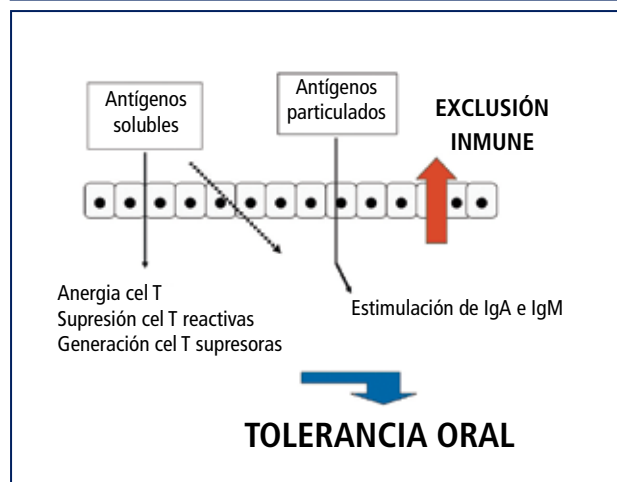 Antígenos
solubles
Antígenos
particulados
EXCLUSIÓN
INMUNE
Anergia cel T
Supresión cel T reactivas
Generación cel T supresoras
Estimulación de IgA e IgM
TOLERANCIA ORAL